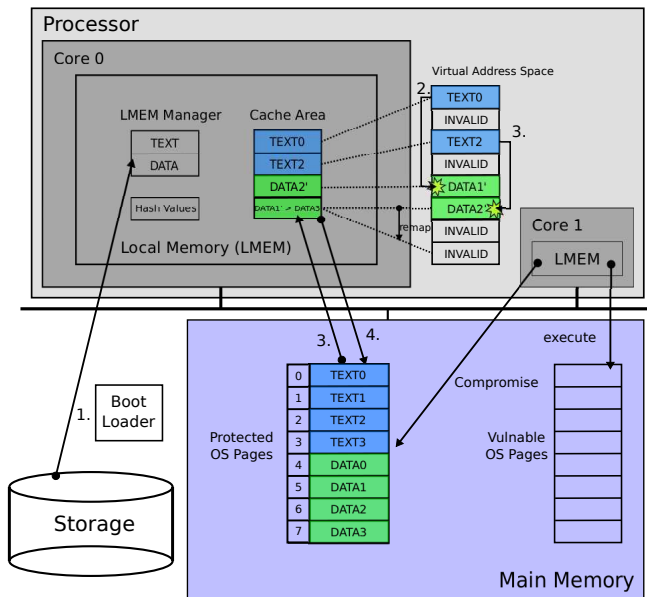 Processor
Core 0
LMEM Manager
TEXT
DATA
Hash Values
Cache Area
TEXT0
TEXT2
DATA2'
DATA1' -> DATA3
Local Memory (LMEM)
Virtual Address Space
2.
TEXT0
INVALID
3.
TEXT2
INVALID
DATA1'
DATA2'
remap
INVALID
INVALID
Core 1
LMEM
3.
4.
execute
Compromise
1.
Boot
Loader
Storage
Protected
OS Pages
0 TEXT0
1 TEXT1
2 TEXT2
3 TEXT3
4 DATA0
5 DATA1
6 DATA2
7 DATA3
Vulnable
OS Pages
Main Memory